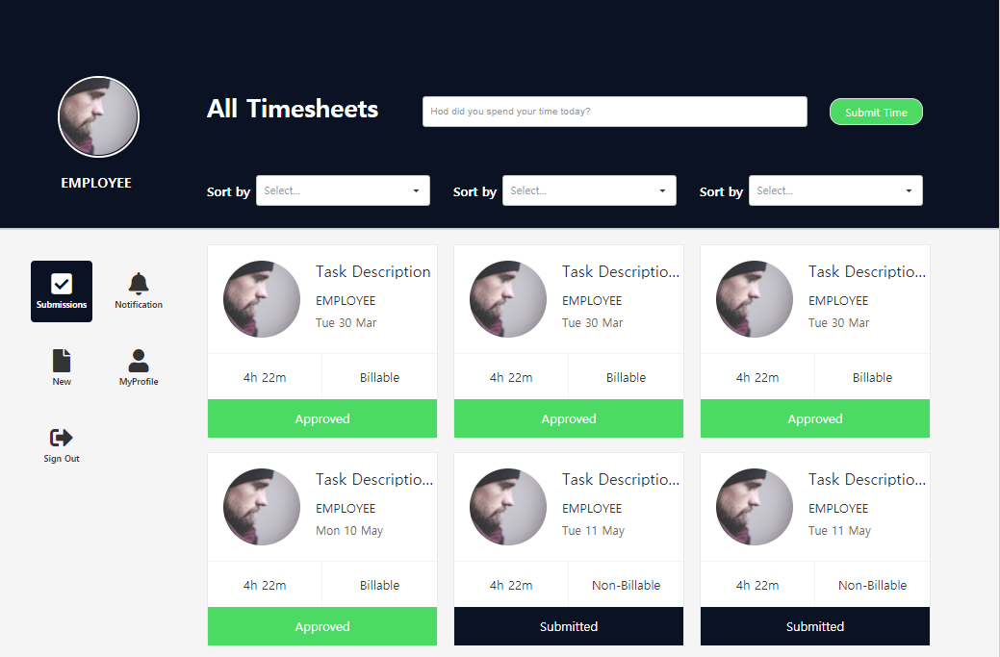 All Timesheets
Hod did you spend your time today?
Submit Time
EMPLOYEE
Sort by Select...
Sort by Select...
Sort by Select...
Submissions
Notification
New
MyProfile
Sign Out
Task Description
EMPLOYEE
Tue 30 Mar
4h 22m
Billable
Approved
Task Descriptio...
EMPLOYEE
Tue 30 Mar
4h 22m
Billable
Approved
Task Descriptio...
EMPLOYEE
Tue 30 Mar
4h 22m
Billable
Approved
Task Descriptio...
EMPLOYEE
Mon 10 May
4h 22m
Billable
Approved
Task Descriptio...
EMPLOYEE
Tue 11 May
4h 22m
Non-Billable
Submitted
Task Descriptio...
EMPLOYEE
Tue 11 May
4h 22m
Non-Billable
Submitted